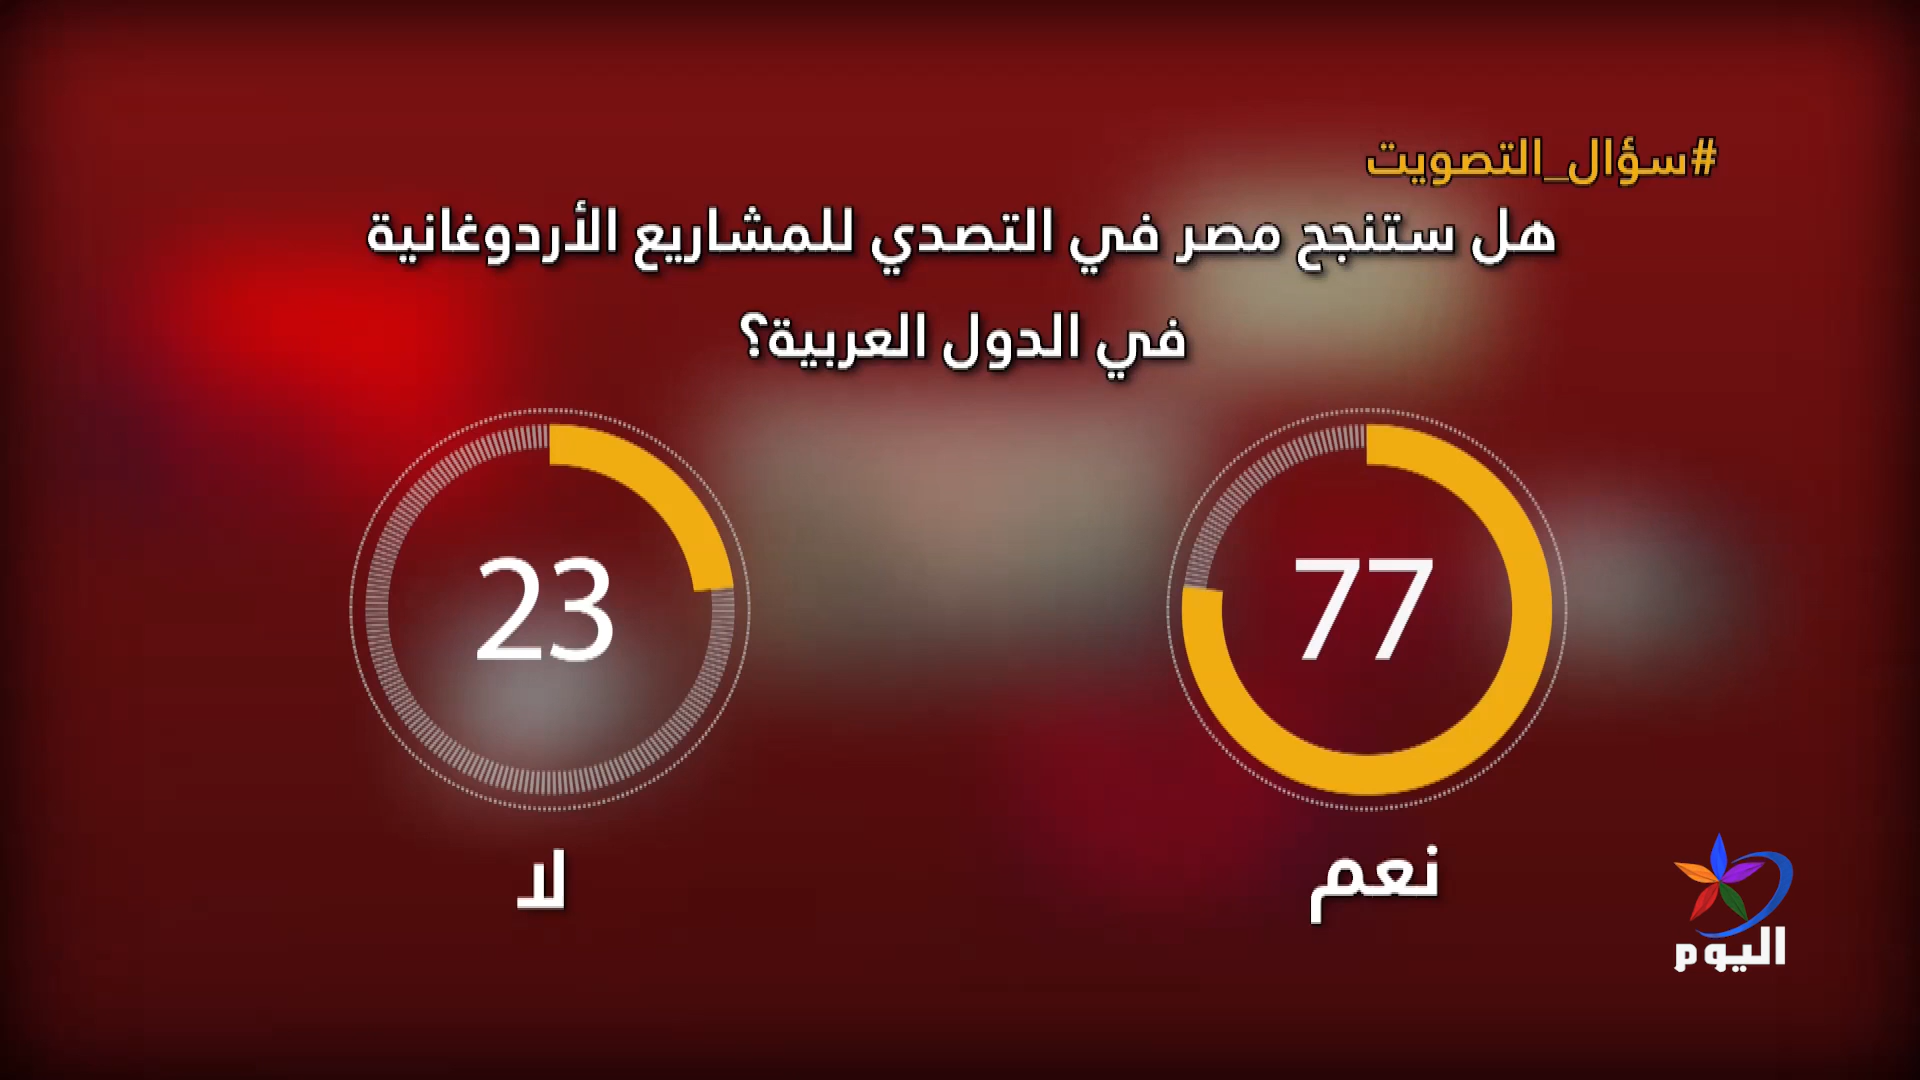 #سؤال_التصويت
هل ستنجح مصر في التصدي للمشاريع الأردوغانية
في الدول العربية؟
77
23
نعم
لا
اليوم